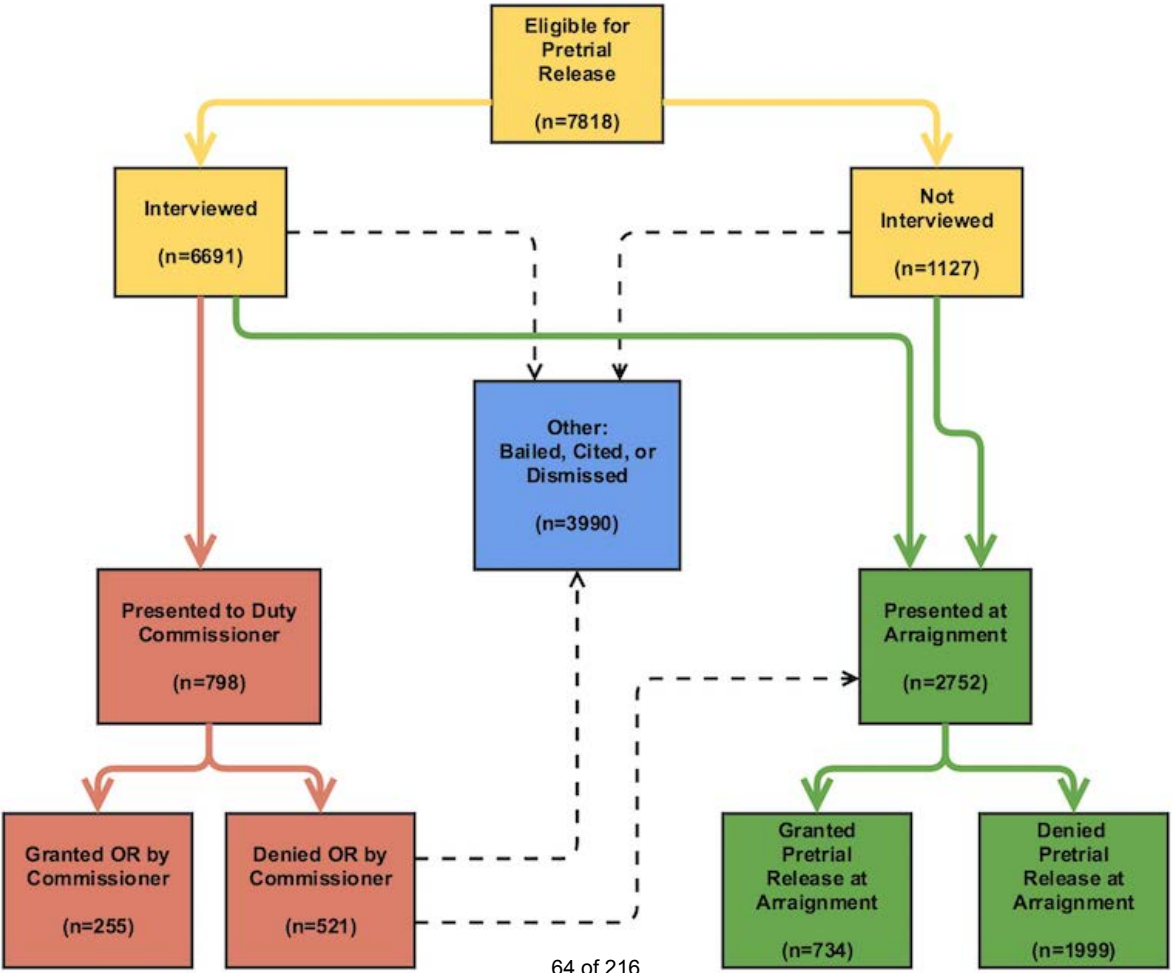 Eligible for
Pretrial
Release
(n=7818)
Interviewed
(n=6691)
Not
Interviewed
(n=1127)
Other:
Bailed, Cited, or
Dismissed
(n=3990)
Presented to Duty
Commissioner
(n=798)
Presented at
Arraignment
(n=2752)
Granted OR by
Commissioner
(n=255)
Denied OR by
Commissioner
(n=521)
Granted
Pretrial
Release at
Arraignment
(n=734)
Denied
Pretrial
Release at
Arraignment
(n=1999)
64 of 216